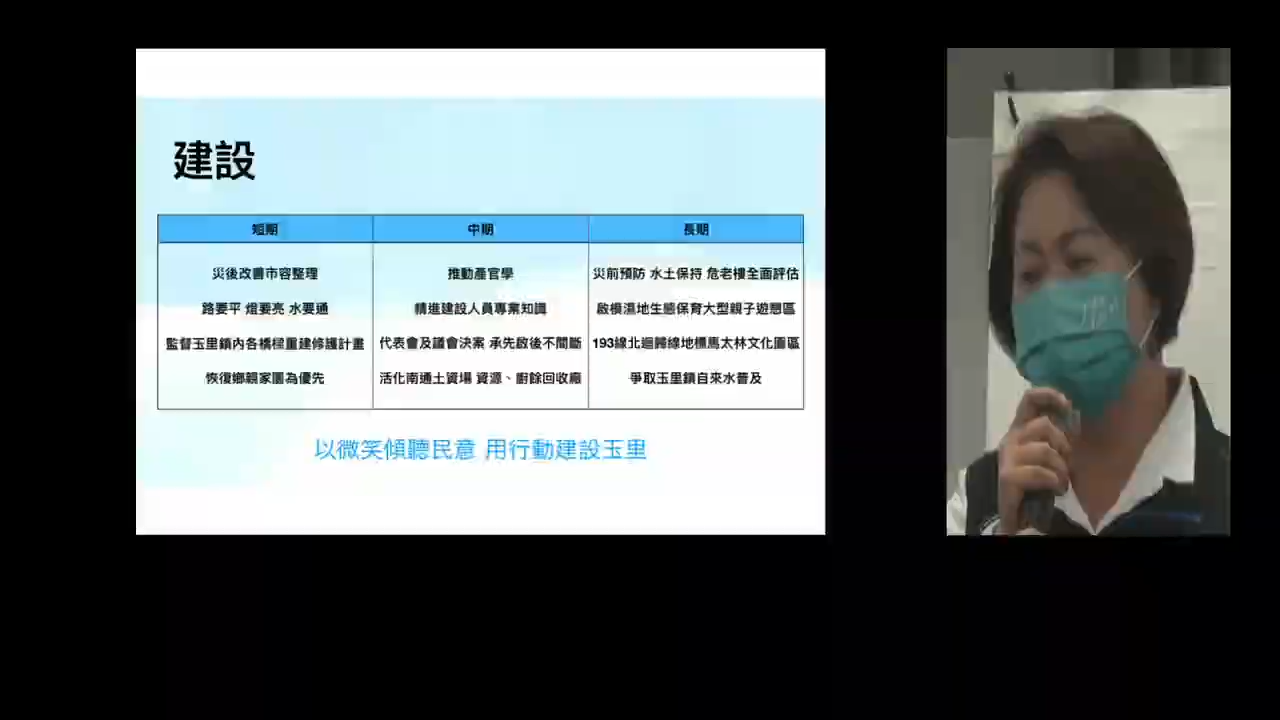 建設
短期 中期 長期
災後改善市容整理 推動產官學 災前預防 水土保持 危老樓全面評估
路要平 燈要亮 水要通 精進建設人員專業知識 啟模濕地生態保育大型親子遊憩區
監督玉里鎮內各橋樑重建修護計畫 代表會及議會決案 承先啟後不間斷 193線北迴歸線地標馬太林文化園區
恢復鄉親家園為優先 活化南通土資場 資源、廚餘回收廠 爭取玉里鎮自來水普及
以微笑傾聽民意 用行動建設玉里